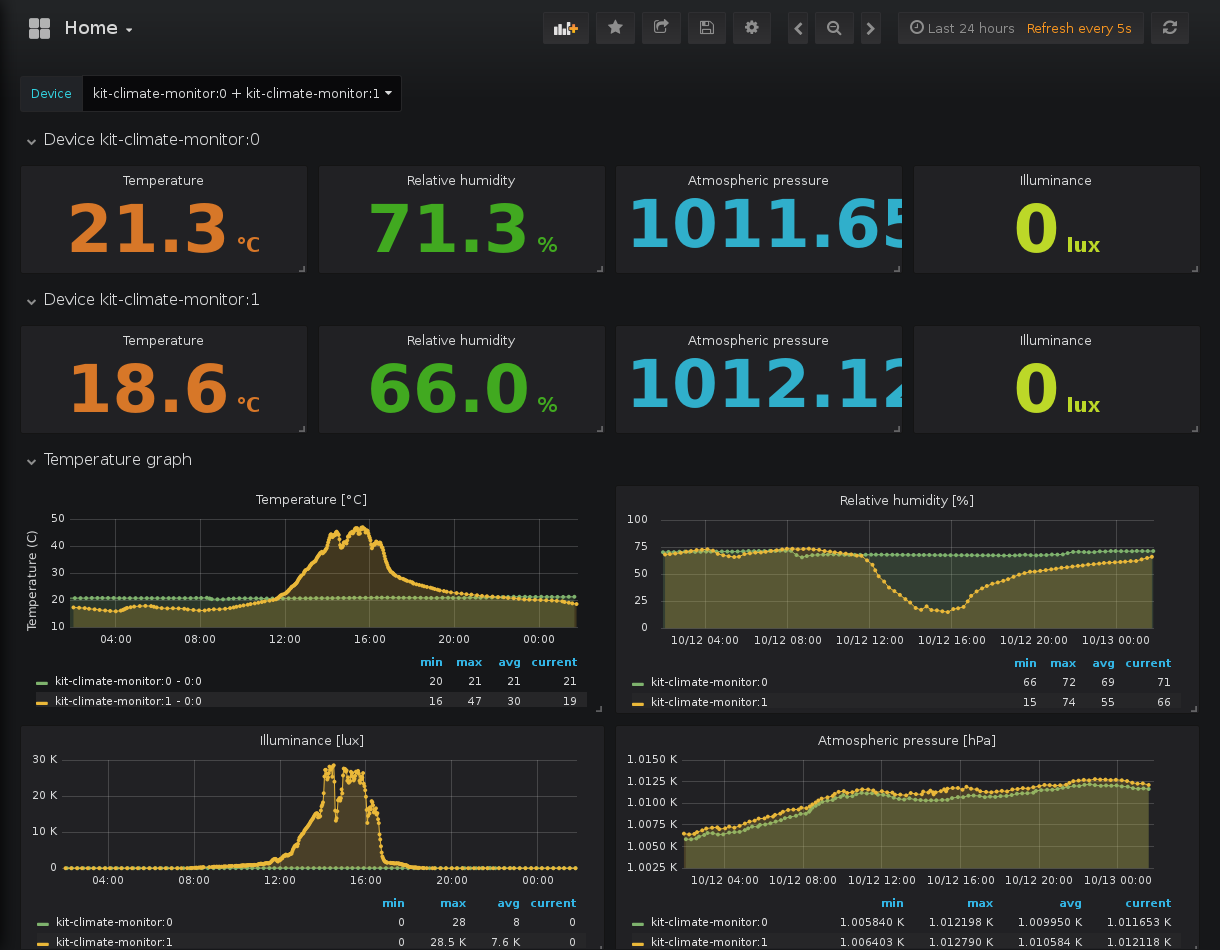 Home
Last 24 hours Refresh every 5s
Device kit-climate-monitor:0 + kit-climate-monitor:1
Device kit-climate-monitor:0
Temperature Relative humidity Atmospheric pressure Illuminance
21.3 °C 71.3 % 1011.65 0 lux
Device kit-climate-monitor:1
Temperature Relative humidity Atmospheric pressure Illuminance
18.6 °C 66.0 % 1012.12 0 lux
Temperature graph
Temperature [°C]
Temperature (C)
50
40
30
20
10
04:00 08:00 12:00 16:00 20:00 00:00
min max avg current
kit-climate-monitor:0 - 0:0 20 21 21 21
kit-climate-monitor:1 - 0:0 16 47 30 19
Relative humidity [%]
100
75
50
25
0
10/12 04:00 10/12 08:00 10/12 12:00 10/12 16:00 10/12 20:00 10/13 00:00
min max avg current
kit-climate-monitor:0 66 72 69 71
kit-climate-monitor:1 15 74 55 66
Illuminance [lux]
30 K
20 K
10 K
0
04:00 08:00 12:00 16:00 20:00 00:00
min max avg current
kit-climate-monitor:0 0 28 8 0
kit-climate-monitor:1 0 28.5 K 7.6 K 0
Atmospheric pressure [hPa]
1.0150 K
1.0125 K
1.0100 K
1.0075 K
1.0050 K
1.0025 K
10/12 04:00 10/12 08:00 10/12 12:00 10/12 16:00 10/12 20:00 10/13 00:00
min max avg current
kit-climate-monitor:0 1.005840 K 1.012198 K 1.009950 K 1.011653 K
kit-climate-monitor:1 1.006403 K 1.012790 K 1.010584 K 1.012118 K